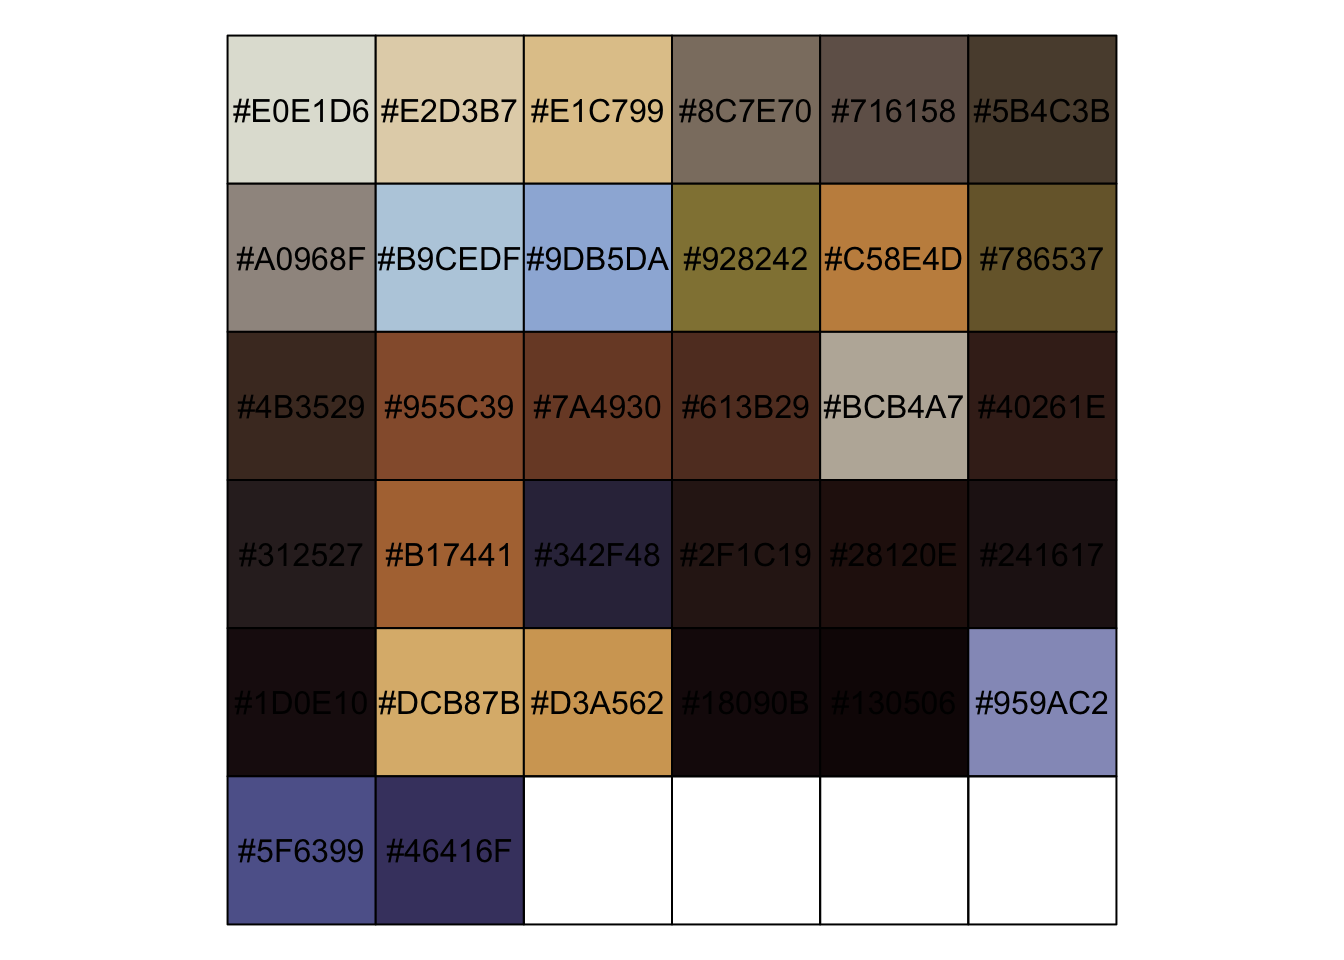 #E0E1D6 #E2D3B7 #E1C799 #8C7E70 #716158 #5B4C3B
#A0968F #B9CEDF #9DB5DA #928242 #C58E4D #786537
#4B3529 #955C39 #7A4930 #613B29 #BCB4A7 #40261E
#312527 #B17441 #342F48 #2F1C19 #28120E #241617
#1D0E10 #DCB87B #D3A562 #18090B #130506 #959AC2
#5F6399 #46416F